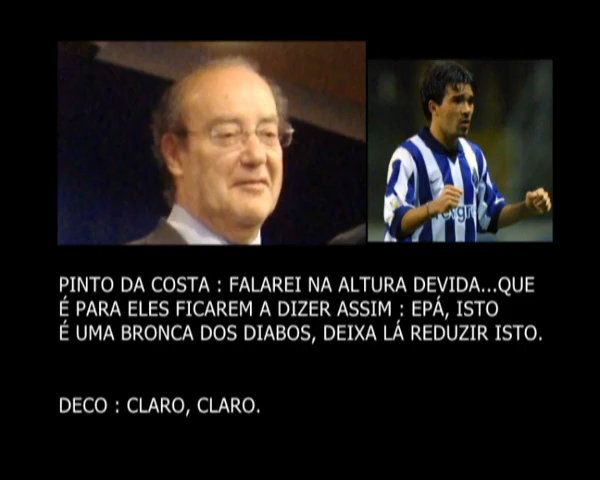 PINTO DA COSTA : FALAREI NA ALTURA DEVIDA...QUE
É PARA ELES FICAREM A DIZER ASSIM : EPÁ, ISTO
É UMA BRONCA DOS DIABOS, DEIXA LÁ REDUZIR ISTO.
DECO : CLARO, CLARO.